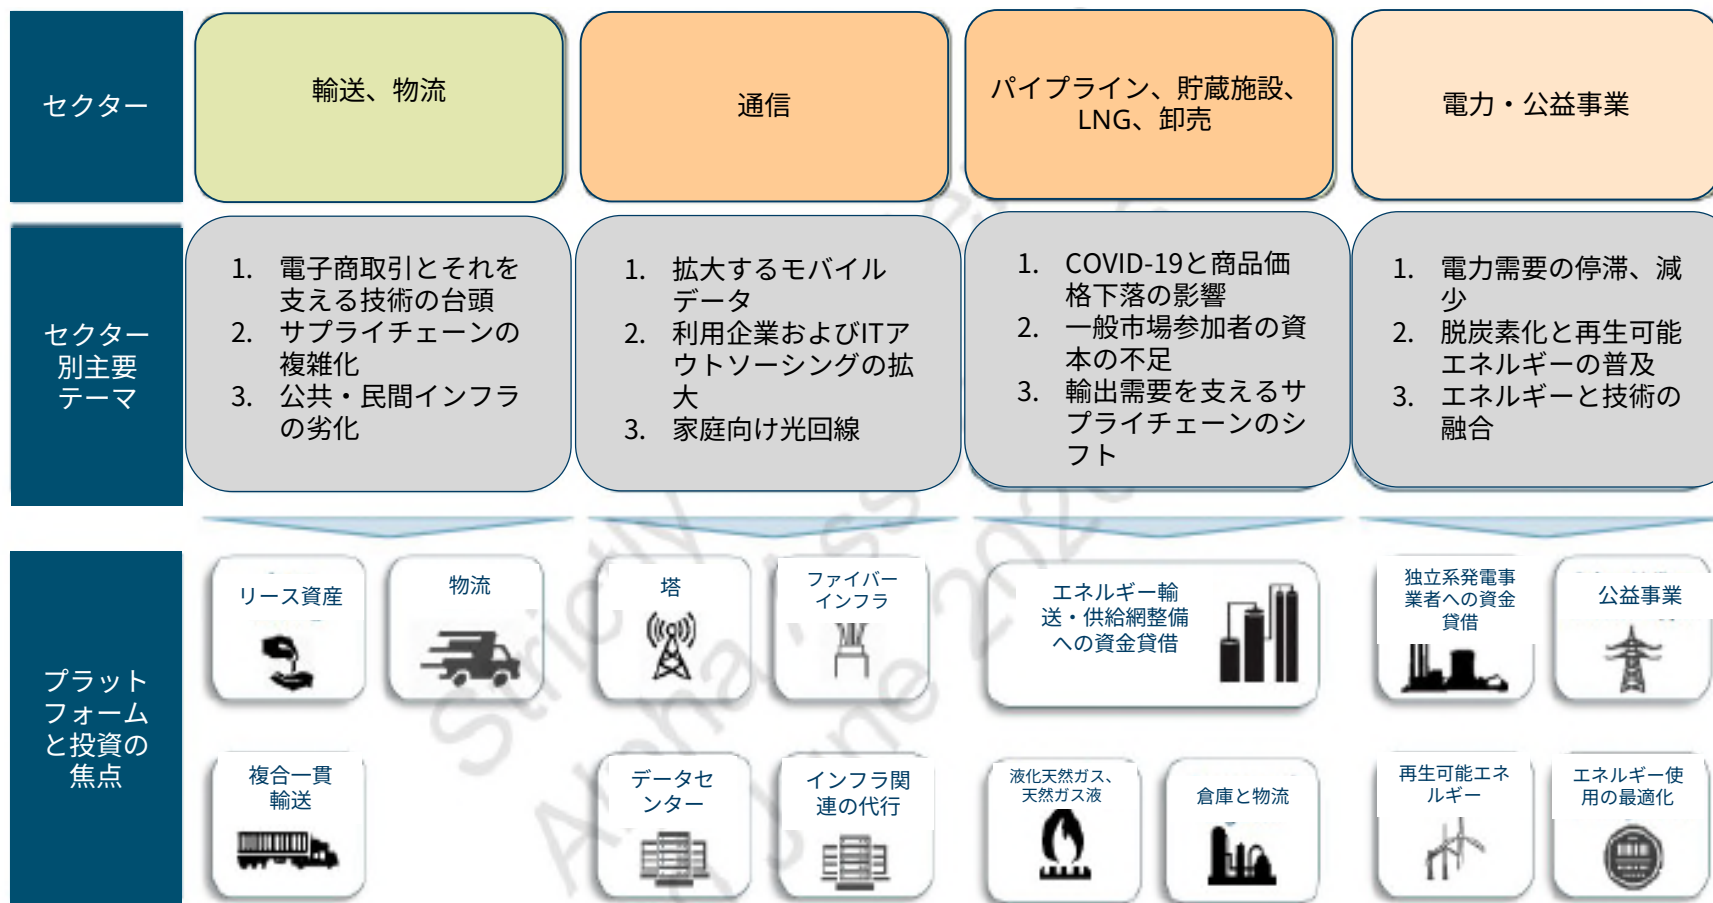 セクター
輸送、物流
通信
パイプライン、貯蔵施設、
LNG、卸売
電力・公益事業
セクター
別主要
テーマ
1. 電子商取引とそれを
支える技術の台頭
2. サプライチェーンの
複雑化
3. 公共・民間インフラ
の劣化
1. 拡大するモバイル
データ
2. 利用企業およびITア
ウトソーシングの拡
大
3. 家庭向け光回線
1. COVID-19と商品価
格下落の影響
2. 一般市場参加者の資
本の不足
3. 輸出需要を支えるサ
プライチェーンのシ
フト
1. 電力需要の停滞、減
少
2. 脱炭素化と再生可能
エネルギーの普及
3. エネルギーと技術の
融合
プラット
フォーム
と投資の
焦点
リース資産
物流
塔
ファイバー
インフラ
エネルギー輸
送・供給網整備
への資金貸借
独立系発電事
業者への資金
貸借
公益事業
複合一貫
輸送
データセ
ンター
インフラ関
連の代行
液化天然ガス、
天然ガス液
倉庫と物流
再生可能エネ
ルギー
エネルギー使
用の最適化
Strictly